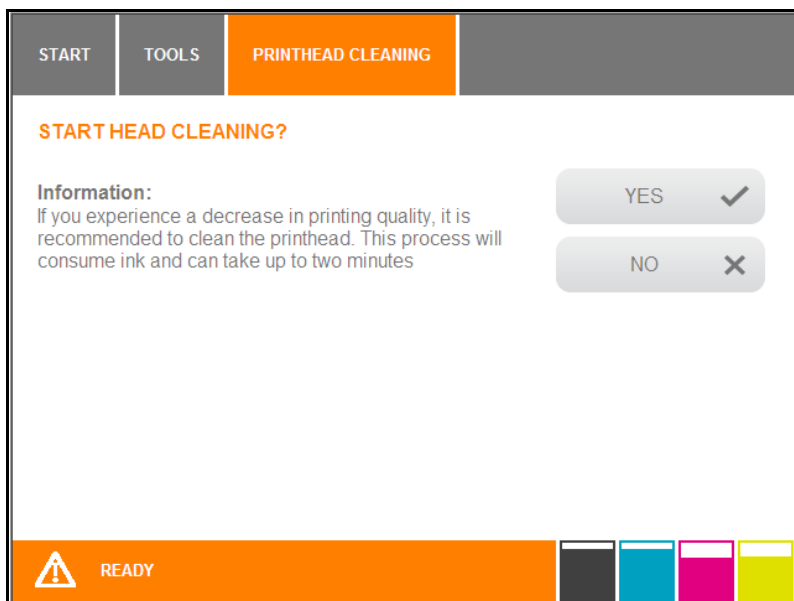 START TOOLS PRINTHEAD CLEANING
START HEAD CLEANING?
Information:
If you experience a decrease in printing quality, it is
recommended to clean the printhead. This process will
consume ink and can take up to two minutes
YES
NO
READY